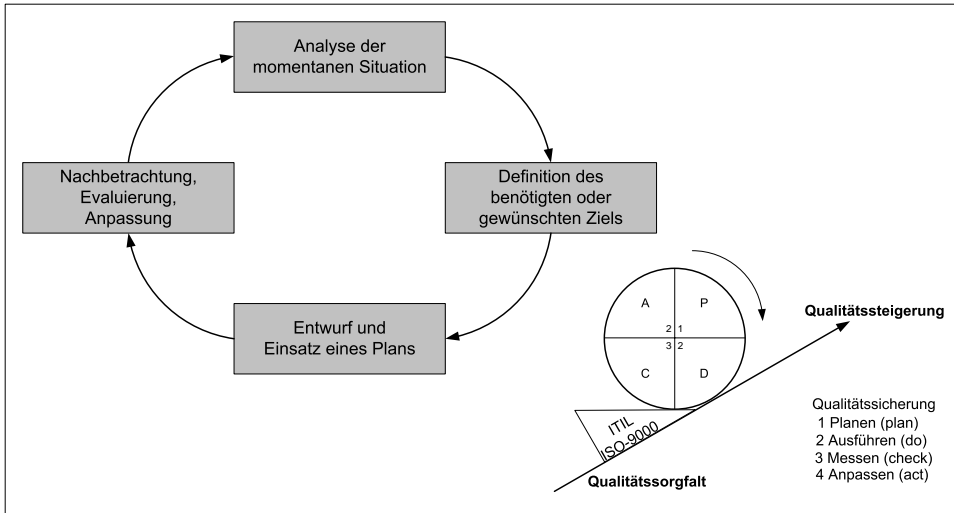 Analyse der
momentanen Situation
Nachbetrachtung,
Evaluierung,
Anpassung
Definition des
benötigten oder
gewünschten Ziels
Entwurf und
Einsatz eines Plans
A
P
2
1
3
2
C
D
ITIL
ISO-9000
Qualitätssteigerung
Qualitätssorgfalt
Qualitätssicherung
1 Planen (plan)
2 Ausführen (do)
3 Messen (check)
4 Anpassen (act)